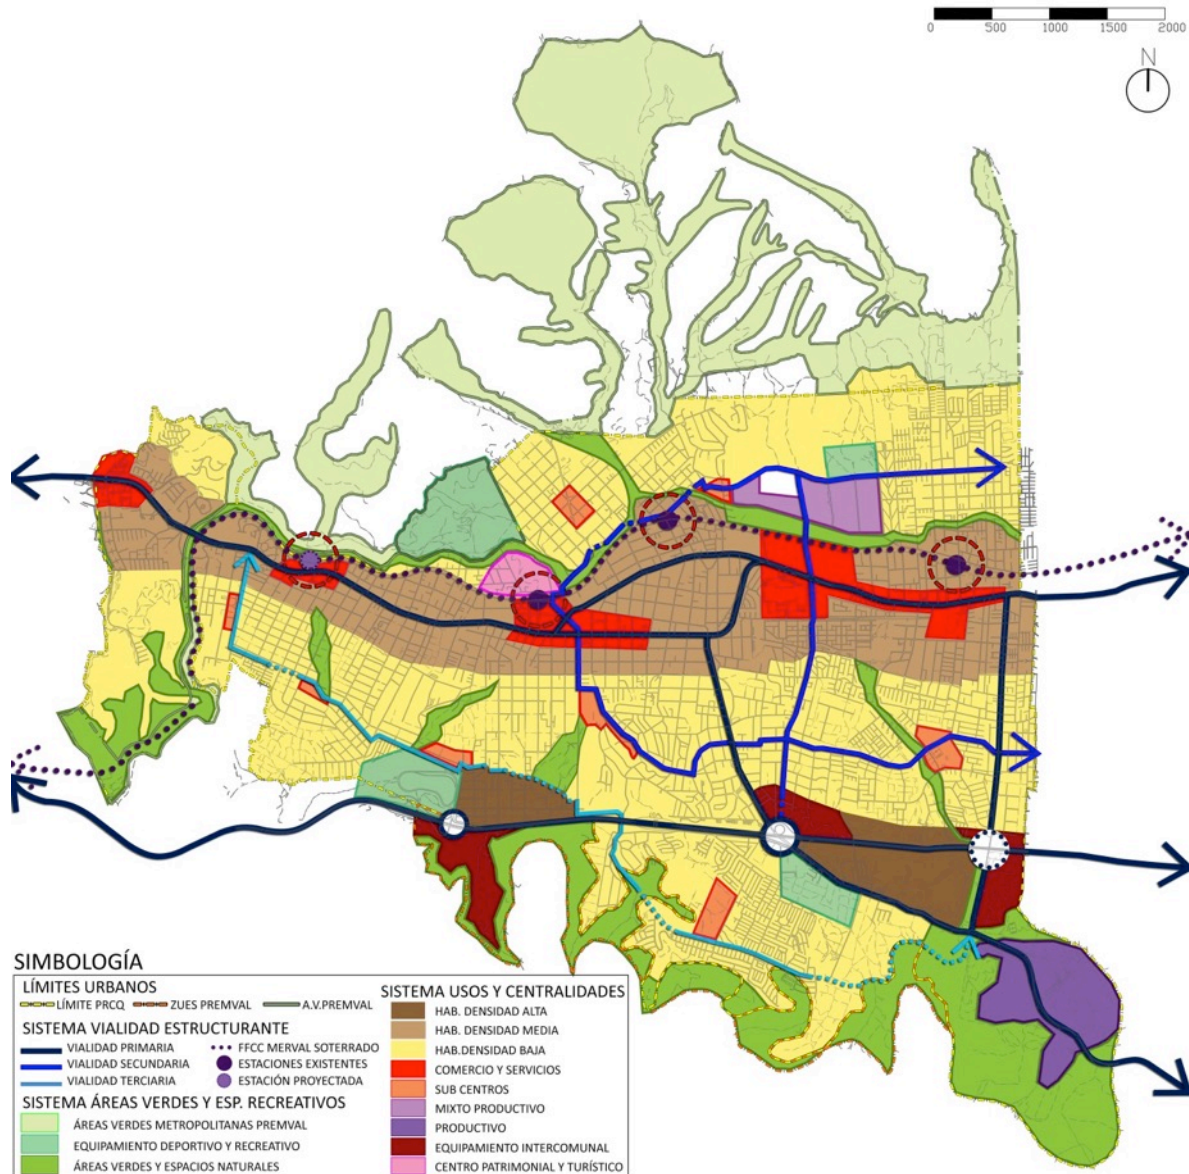 0 500 1000 1500 2000
N
SIMBOLOGÍA
LÍMITES URBANOS
LÍMITE PRCQ ZUES PREMVAL A.V.PREMVAL
SISTEMA VIALIDAD ESTRUCTURANTE
VIALIDAD PRIMARIA FFCC MERVAL SOTERRADO
VIALIDAD SECUNDARIA ESTACIONES EXISTENTES
VIALIDAD TERCIARIA ESTACIÓN PROYECTADA
SISTEMA ÁREAS VERDES Y ESP. RECREATIVOS
ÁREAS VERDES METROPOLITANAS PREMVAL
EQUIPAMIENTO DEPORTIVO Y RECREATIVO
ÁREAS VERDES Y ESPACIOS NATURALES
SISTEMA USOS Y CENTRALIDADES
HAB. DENSIDAD ALTA
HAB. DENSIDAD MEDIA
HAB.DENSIDAD BAJA
COMERCIO Y SERVICIOS
SUB CENTROS
MIXTO PRODUCTIVO
PRODUCTIVO
EQUIPAMIENTO INTERCOMUNAL
CENTRO PATRIMONIAL Y TURÍSTICO